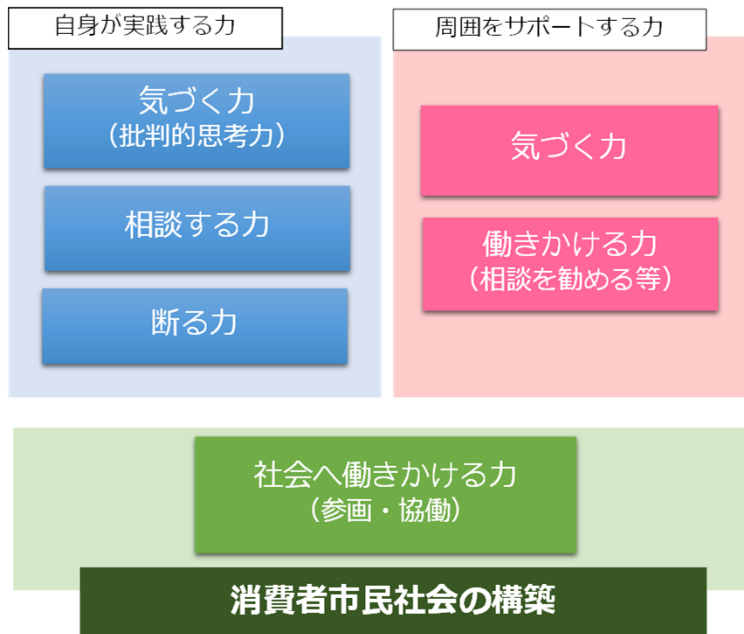 自身が実践する力
気づく力
（批判的思考力）
相談する力
断る力
周囲をサポートする力
気づく力
働きかける力
（相談を勧める等）
社会へ働きかける力
（参画・協働）
消費者市民社会の構築